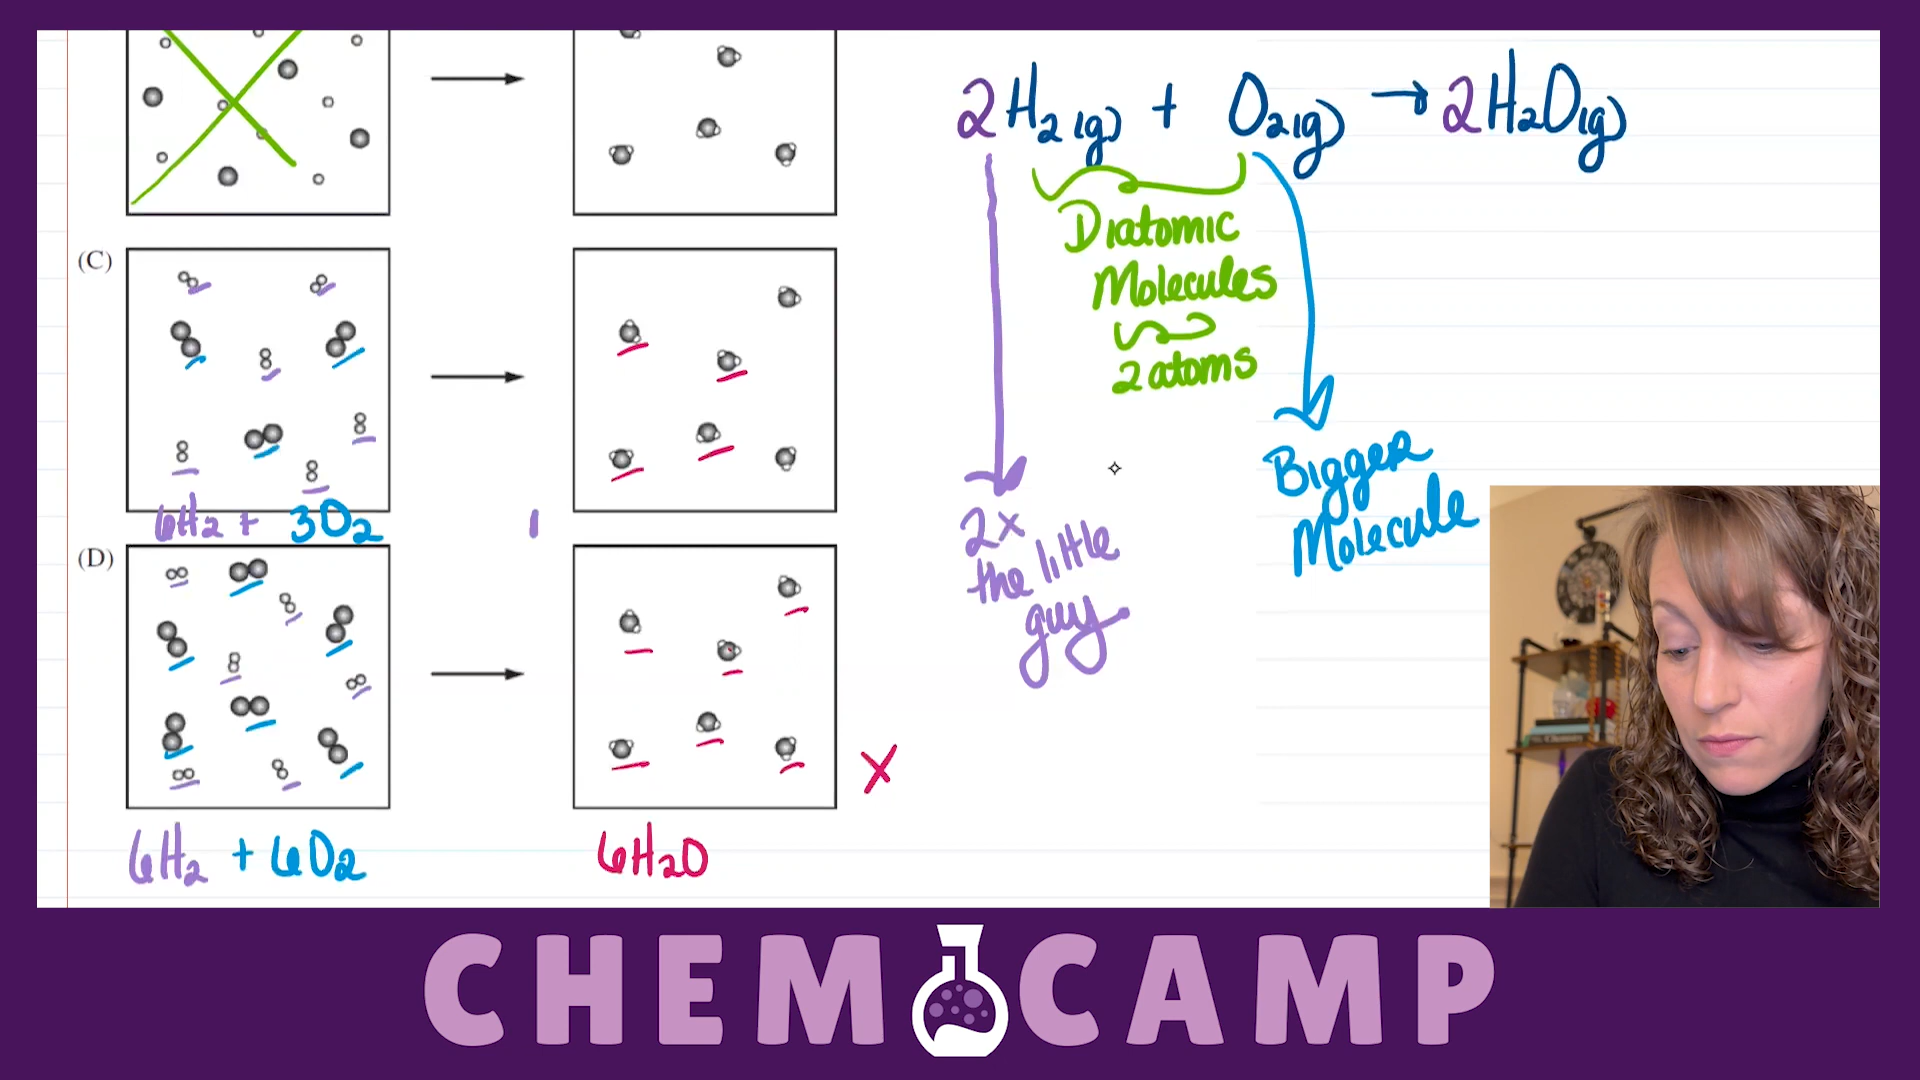 2H₂(g) + O₂(g) → 2H₂O(g)
Diatomic
Molecules
2 atoms
(C)
6H₂ + 3O₂
Bigger
Molecule
2x
the little
guy
(D)
X
6H₂ + 6O₂
6H₂O
CHEM CAMP